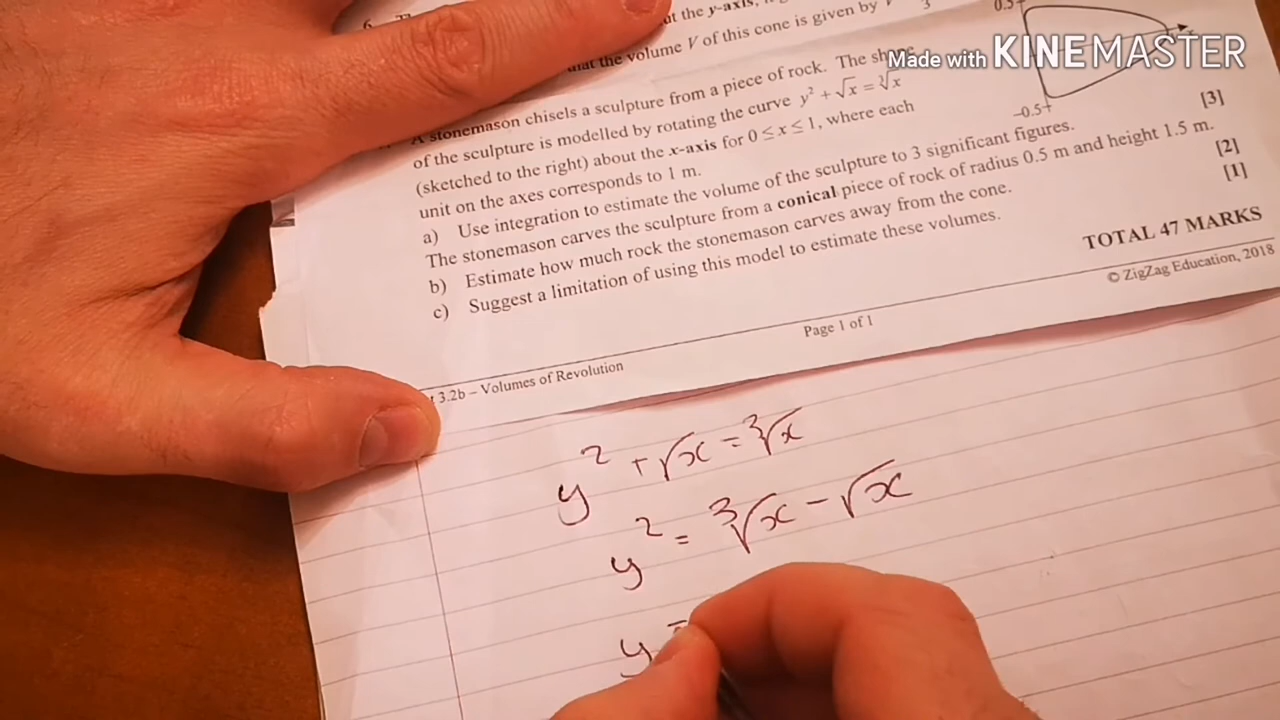 6.
the y-axis,
the volume V of this cone is given by V
3
0.5
Made with KINEMASTER
A stonemason chisels a sculpture from a piece of rock. The shape
of the sculpture is modelled by rotating the curve y² + √x = ∛x
(sketched to the right) about the x-axis for 0 ≤ x ≤ 1, where each
unit on the axes corresponds to 1 m.
−0.5
a) Use integration to estimate the volume of the sculpture to 3 significant figures. [3]
The stonemason carves the sculpture from a conical piece of rock of radius 0.5 m and height 1.5 m.
b) Estimate how much rock the stonemason carves away from the cone. [2]
c) Suggest a limitation of using this model to estimate these volumes. [1]
TOTAL 47 MARKS
© ZigZag Education, 2018
Page 1 of 1
3.2b – Volumes of Revolution
y² + √x = ∛x
y² = ∛x − √x
y